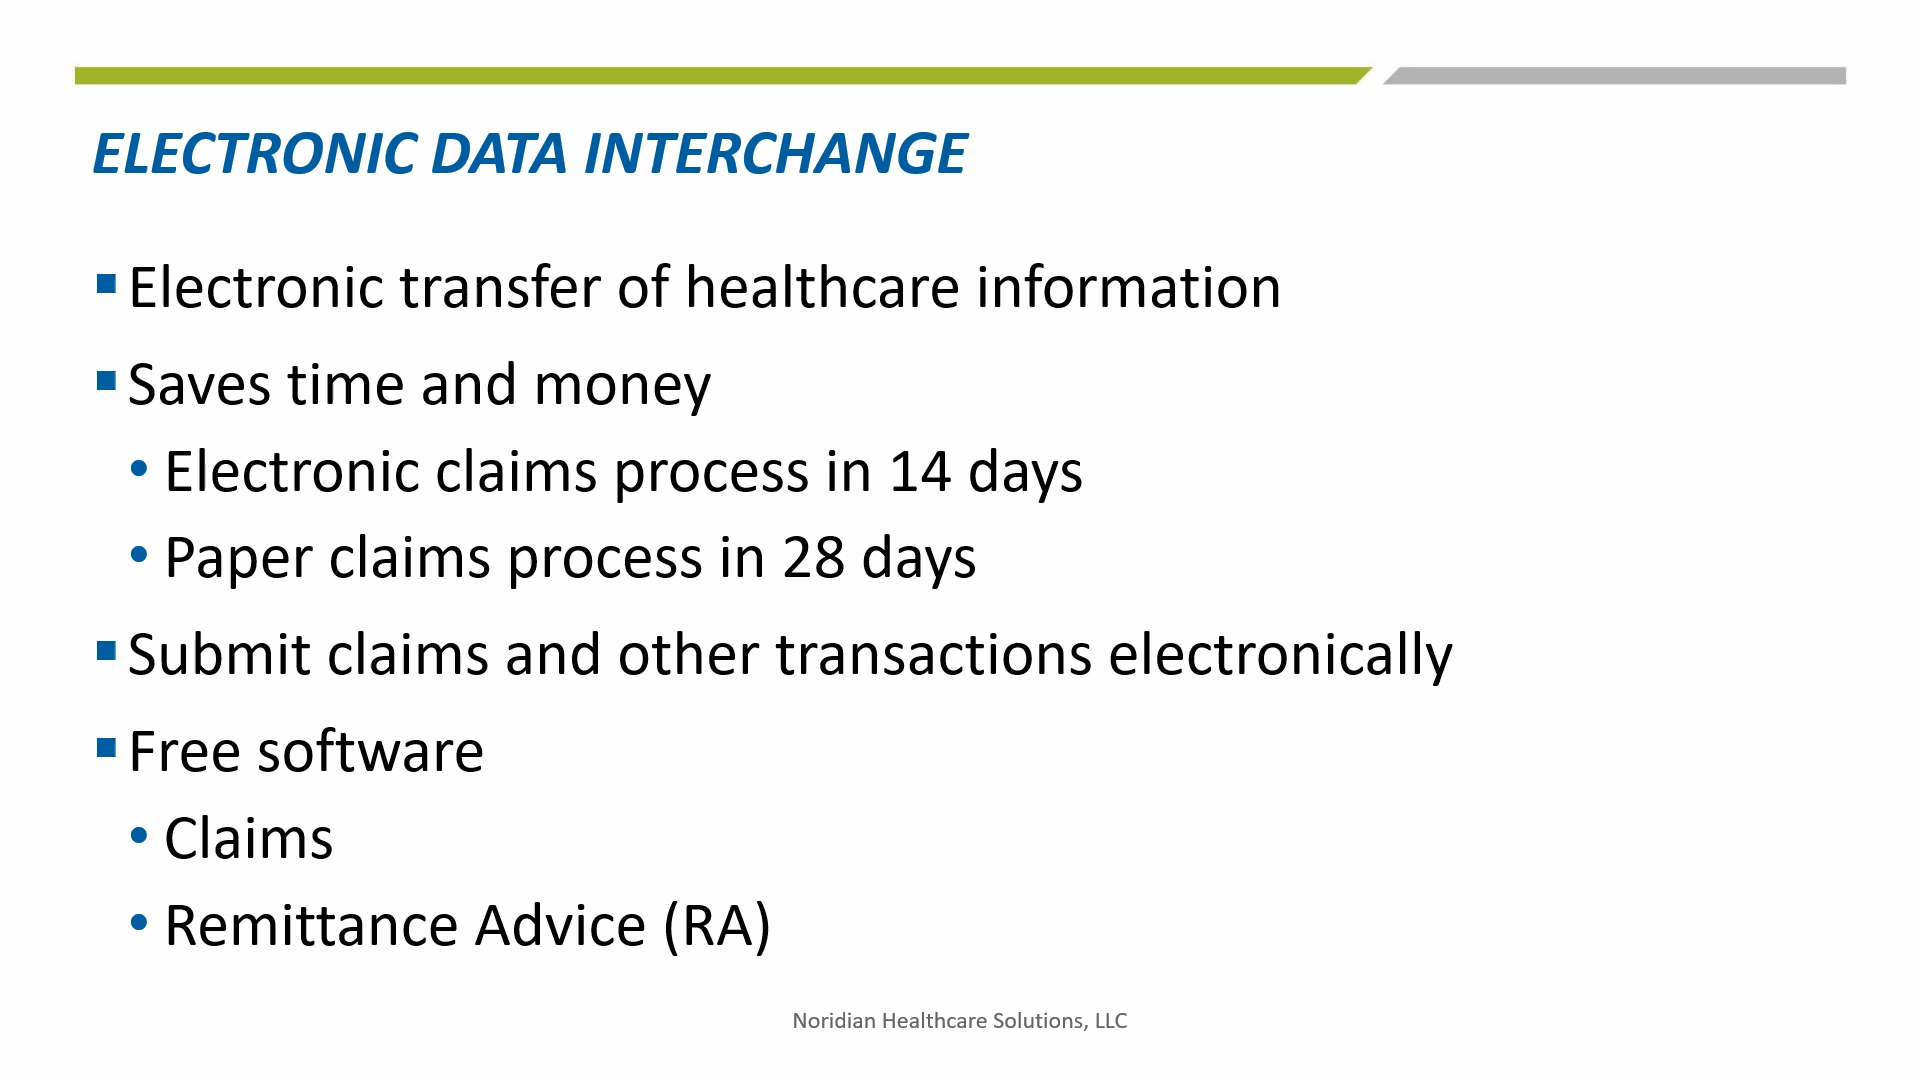 ELECTRONIC DATA INTERCHANGE
▪ Electronic transfer of healthcare information
▪ Saves time and money
• Electronic claims process in 14 days
• Paper claims process in 28 days
▪ Submit claims and other transactions electronically
▪ Free software
• Claims
• Remittance Advice (RA)
Noridian Healthcare Solutions, LLC